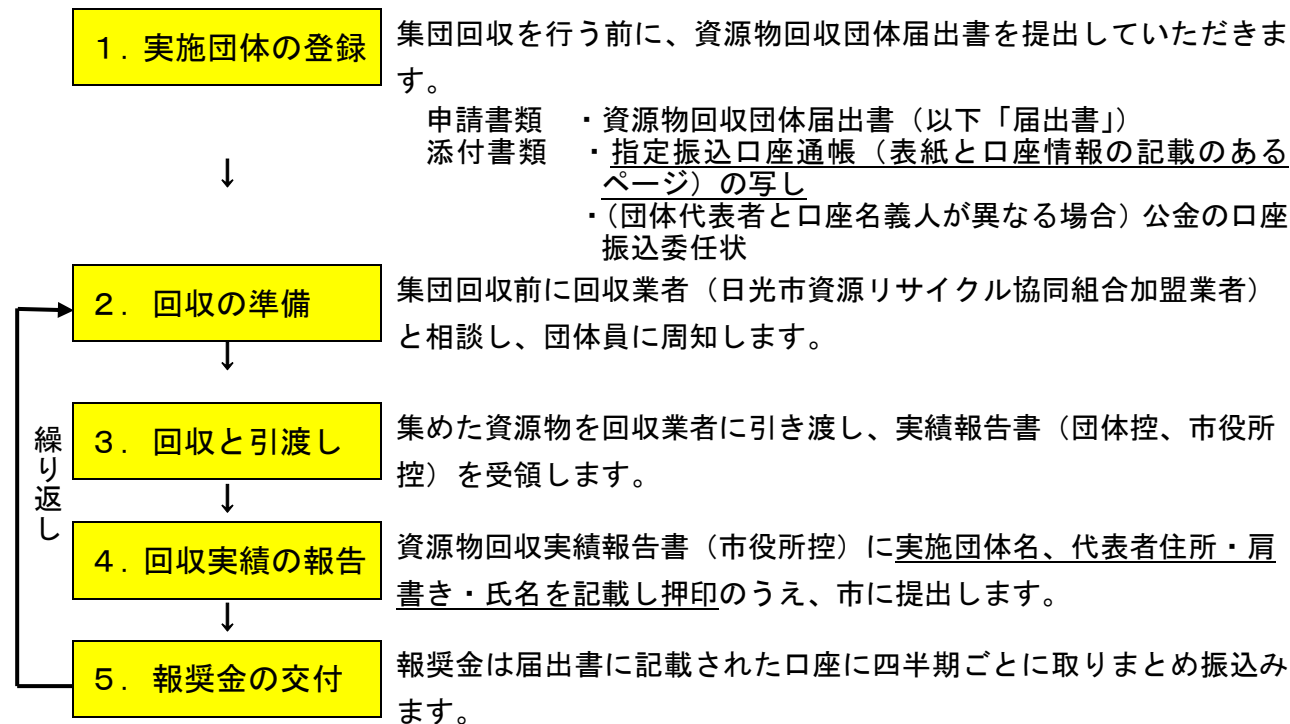 １．実施団体の登録
集団回収を行う前に、資源物回収団体届出書を提出していただきま
す。
申請書類　・資源物回収団体届出書（以下「届出書」）
添付書類　・指定振込口座通帳（表紙と口座情報の記載のある
ページ）の写し
・（団体代表者と口座名義人が異なる場合）公金の口座
振込委任状
↓
２．回収の準備
集団回収前に回収業者（日光市資源リサイクル協同組合加盟業者）
と相談し、団体員に周知します。
↓
３．回収と引渡し
集めた資源物を回収業者に引き渡し、実績報告書（団体控、市役所
控）を受領します。
↓
４．回収実績の報告
資源物回収実績報告書（市役所控）に実施団体名、代表者住所・肩
書き・氏名を記載し押印のうえ、市に提出します。
↓
５．報奨金の交付
報奨金は届出書に記載された口座に四半期ごとに取りまとめ振込み
ます。
繰り返し